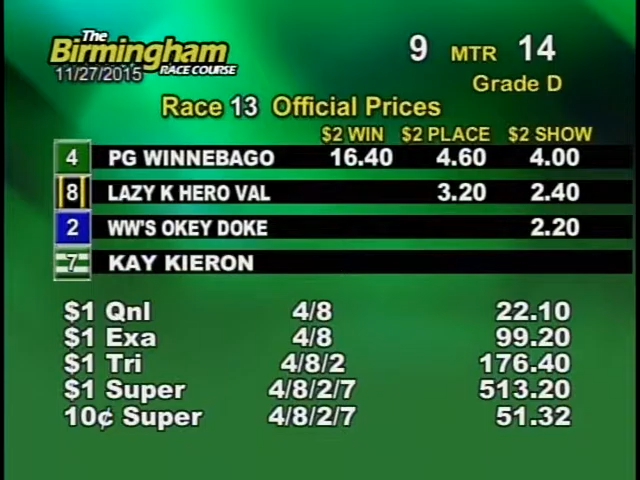 The
Birmingham
RACE COURSE
11/27/2015
9 MTR 14
Grade D
Race 13 Official Prices
$2 WIN $2 PLACE $2 SHOW
4 PG WINNEBAGO 16.40 4.60 4.00
8 LAZY K HERO VAL 3.20 2.40
2 WW'S OKEY DOKE 2.20
7 KAY KIERON
$1 Qnl 4/8 22.10
$1 Exa 4/8 99.20
$1 Tri 4/8/2 176.40
$1 Super 4/8/2/7 513.20
10¢ Super 4/8/2/7 51.32